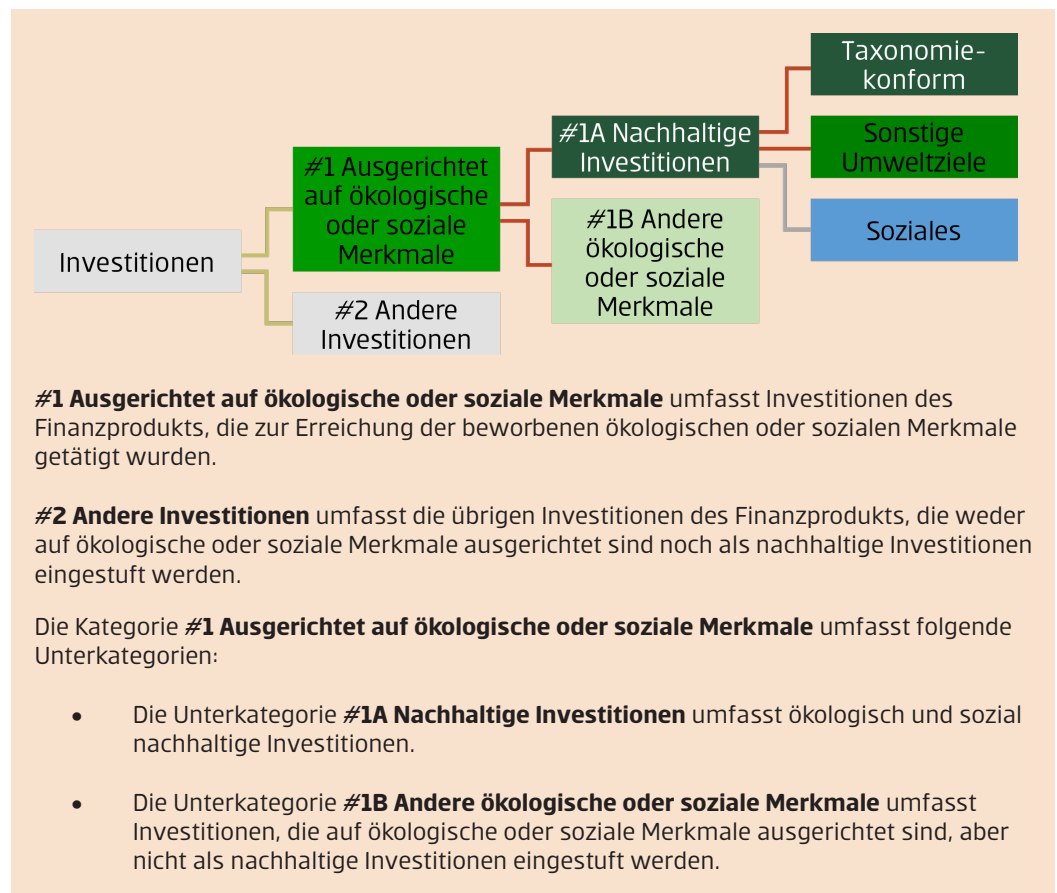 Taxonomie-
konform
#1A Nachhaltige
Investitionen
Sonstige
Umweltziele
#1 Ausgerichtet
auf ökologische
oder soziale
Merkmale
#1B Andere
ökologische
oder soziale
Merkmale
Soziales
Investitionen
#2 Andere
Investitionen
#1 Ausgerichtet auf ökologische oder soziale Merkmale umfasst Investitionen des
Finanzprodukts, die zur Erreichung der beworbenen ökologischen oder sozialen Merkmale
getätigt wurden.
#2 Andere Investitionen umfasst die übrigen Investitionen des Finanzprodukts, die weder
auf ökologische oder soziale Merkmale ausgerichtet sind noch als nachhaltige Investitionen
eingestuft werden.
Die Kategorie #1 Ausgerichtet auf ökologische oder soziale Merkmale umfasst folgende
Unterkategorien:
• Die Unterkategorie #1A Nachhaltige Investitionen umfasst ökologisch und sozial
nachhaltige Investitionen.
• Die Unterkategorie #1B Andere ökologische oder soziale Merkmale umfasst
Investitionen, die auf ökologische oder soziale Merkmale ausgerichtet sind, aber
nicht als nachhaltige Investitionen eingestuft werden.